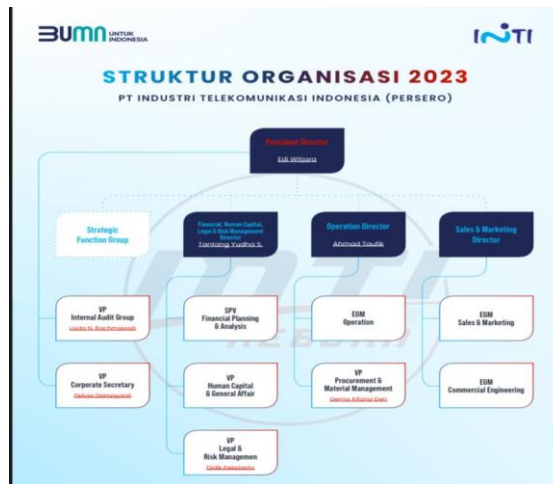 BUMN UNTUK
INDONESIA
INTI
STRUKTUR ORGANISASI 2023
PT INDUSTRI TELEKOMUNIKASI INDONESIA (PERSERO)
President Director
Edi Witjara
Strategic
Function Group
Financial, Human Capital,
Legal & Risk Management
Director
Tantang Yudha S.
Operation Director
Ahmad Taufik
Sales & Marketing
Director
VP
Internal Audit Group
VP
Corporate Secretary
SPV
Financial Planning
& Analysis
VP
Human Capital
& General Affair
VP
Legal &
Risk Managemen
EGM
Operation
VP
Procurement &
Material Management
EGM
Sales & Marketing
EGM
Commercial Engineering
INTI
REBORN